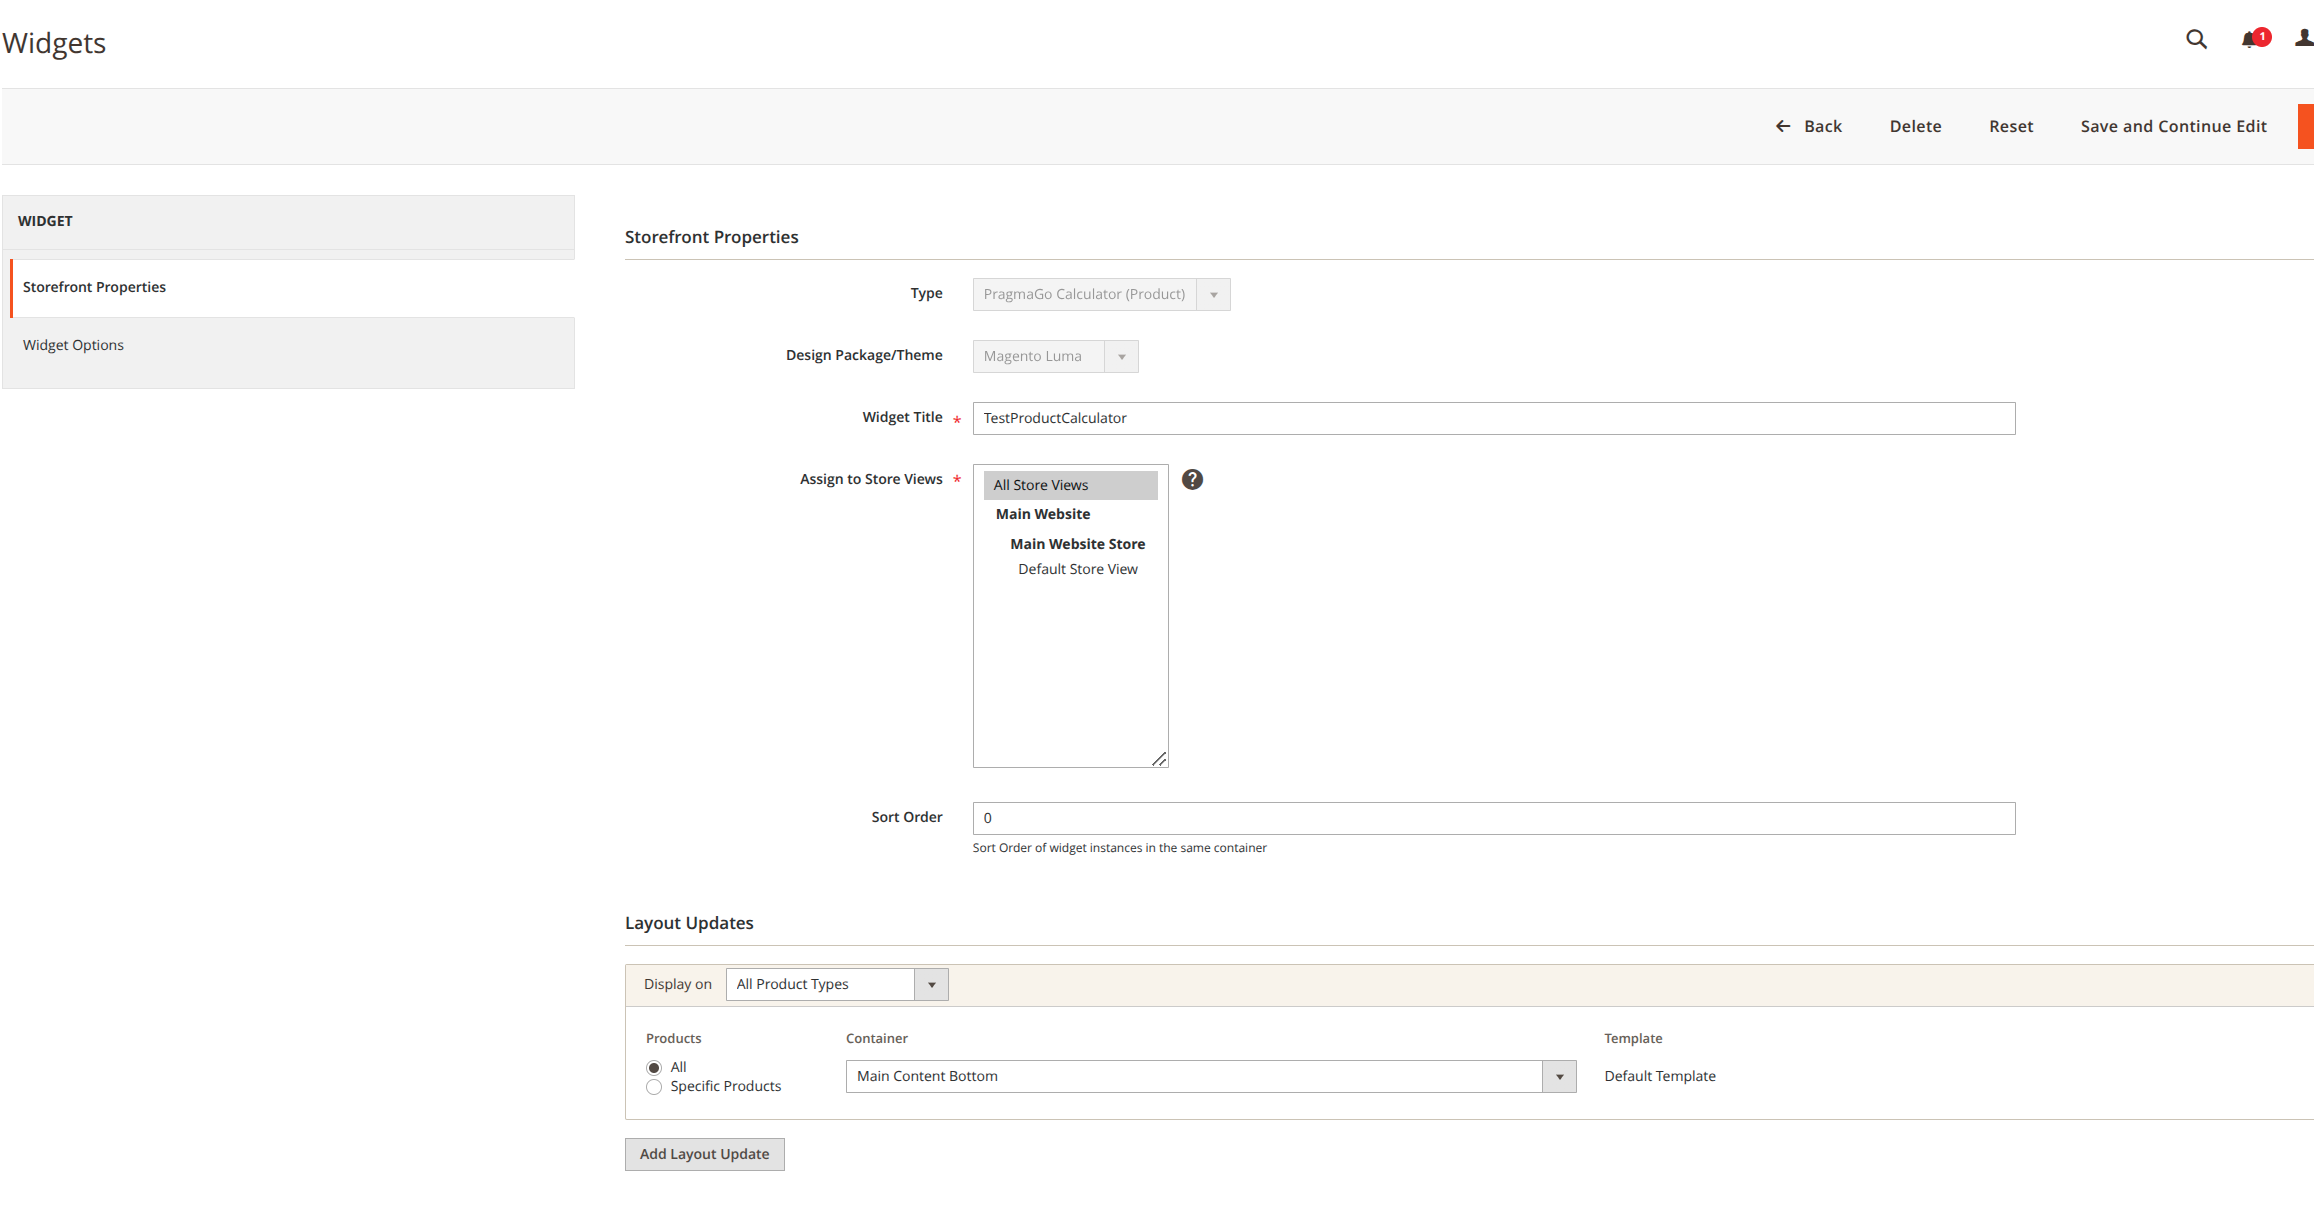 Widgets
1
Back Delete Reset Save and Continue Edit
WIDGET
Storefront Properties
Widget Options
Storefront Properties
Type PragmaGo Calculator (Product)
Design Package/Theme Magento Luma
Widget Title * TestProductCalculator
Assign to Store Views * All Store Views ?
Main Website
Main Website Store
Default Store View
Sort Order 0
Sort Order of widget instances in the same container
Layout Updates
Display on All Product Types
Products Container Template
All
Specific Products
Main Content Bottom
Default Template
Add Layout Update